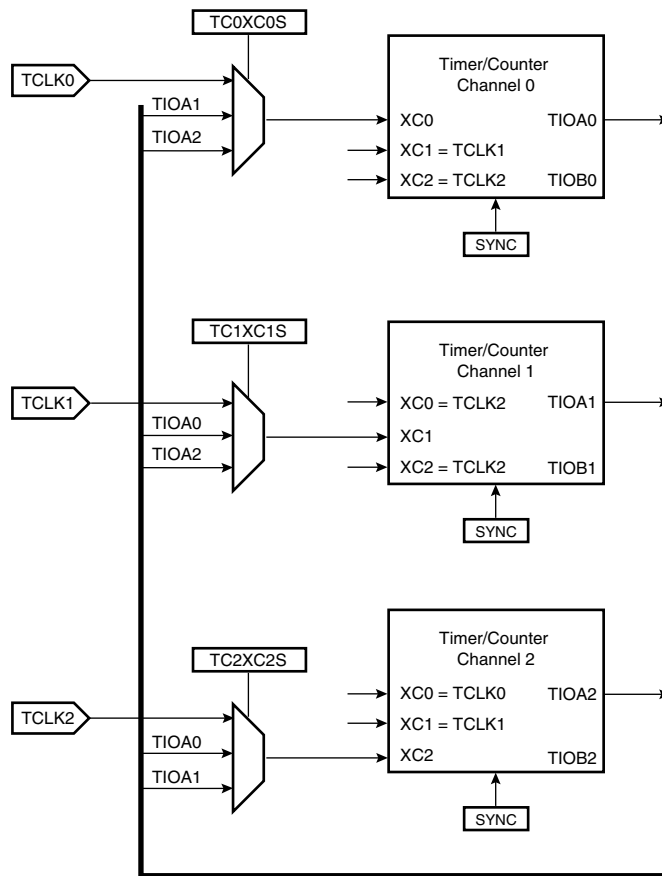 TC0XC0S
TCLK0
TIOA1
TIOA2
Timer/Counter
Channel 0
XC0
TIOA0
XC1 = TCLK1
XC2 = TCLK2
TIOB0
SYNC
TC1XC1S
TCLK1
TIOA0
TIOA2
Timer/Counter
Channel 1
XC0 = TCLK2
TIOA1
XC1
XC2 = TCLK2
TIOB1
SYNC
TC2XC2S
TCLK2
TIOA0
TIOA1
Timer/Counter
Channel 2
XC0 = TCLK0
TIOA2
XC1 = TCLK1
XC2
TIOB2
SYNC